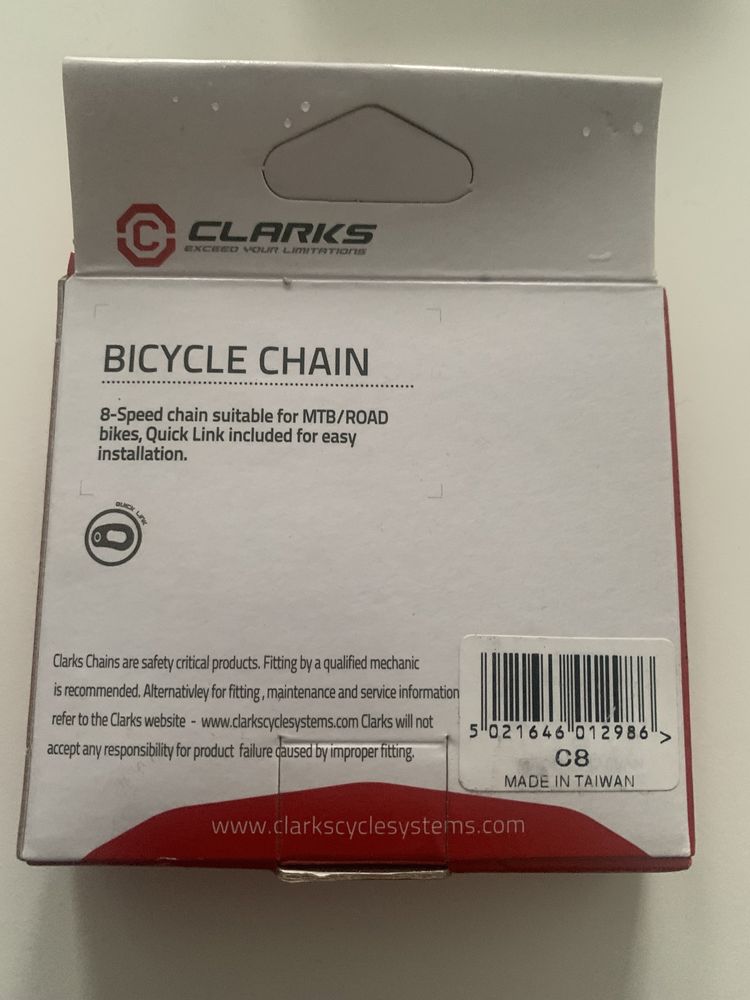 CLARKS
EXCEED YOUR LIMITATIONS
BICYCLE CHAIN
8-Speed chain suitable for MTB/ROAD
bikes, Quick Link included for easy
installation.
QUICK LINK
Clarks Chains are safety critical products. Fitting by a qualified mechanic
is recommended. Alternativley for fitting , maintenance and service information
refer to the Clarks website - www.clarkscyclesystems.com Clarks will not
accept any responsibility for product failure caused by improper fitting.
5 021646 012986 >
C8
MADE IN TAIWAN
www.clarkscyclesystems.com